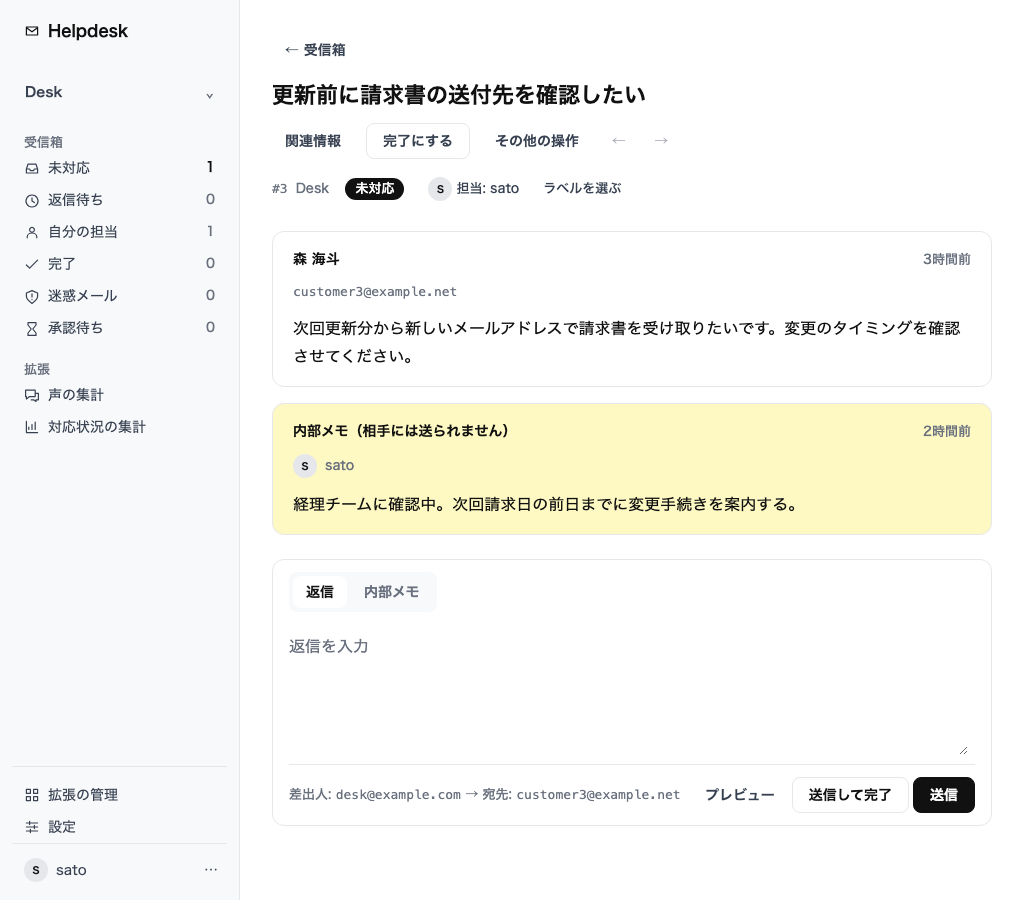 Helpdesk
Desk
受信箱
未対応 1
返信待ち 0
自分の担当 1
完了 0
迷惑メール 0
承認待ち 0
拡張
声の集計
対応状況の集計
拡張の管理
設定
S sato ...
← 受信箱
更新前に請求書の送付先を確認したい
関連情報 完了にする その他の操作 ← →
#3 Desk 未対応 S 担当: sato ラベルを選ぶ
森 海斗 3時間前
customer3@example.net
次回更新分から新しいメールアドレスで請求書を受け取りたいです。変更のタイミングを確認
させてください。
内部メモ（相手には送られません） 2時間前
S sato
経理チームに確認中。次回請求日の前日までに変更手続きを案内する。
返信 内部メモ
返信を入力
差出人: desk@example.com → 宛先: customer3@example.net プレビュー 送信して完了 送信